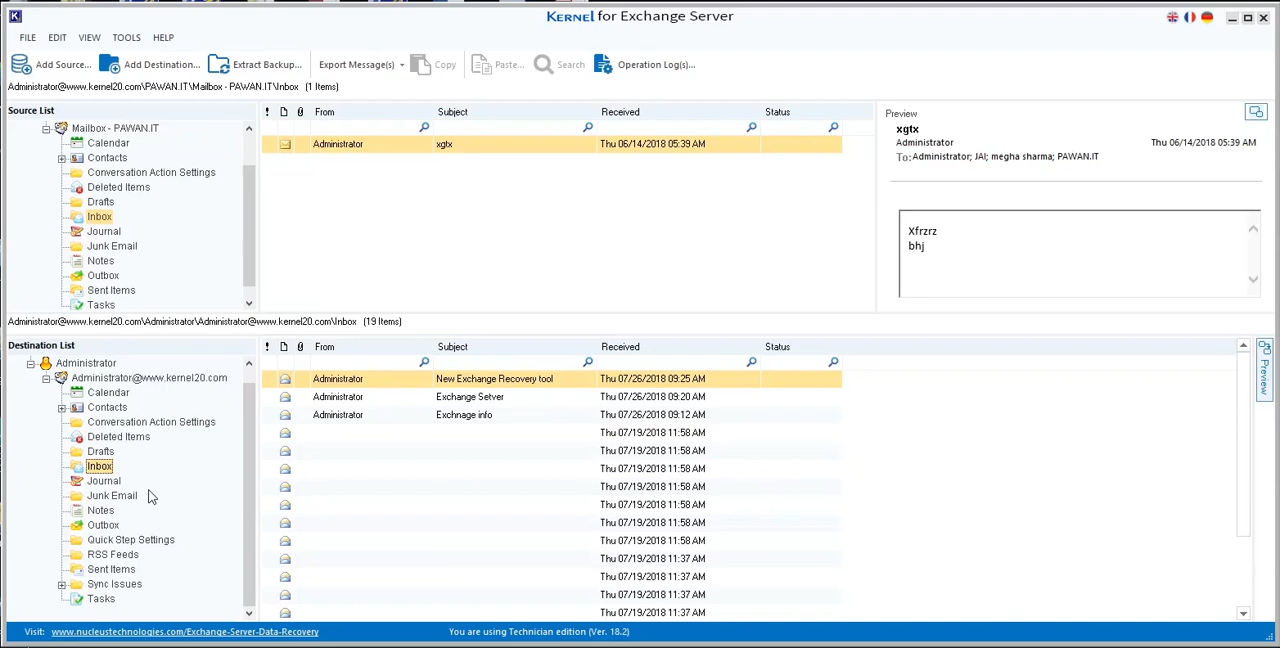 KERNEL for Exchange Server
FILE EDIT VIEW TOOLS HELP
Add Source... Add Destination... Extract Backup... Export Message(s) Copy Paste... Search Operation Log(s)...
Administrator@www.kernel20.com\PAWAN.IT\Mailbox - PAWAN.IT\Inbox (1 Items)
Source List
Mailbox - PAWAN.IT
Calendar
Contacts
Conversation Action Settings
Deleted Items
Drafts
Inbox
Journal
Junk Email
Notes
Outbox
Sent Items
Tasks
! From Subject Received Status
Administrator xgtx Thu 06/14/2018 05:39 AM
Preview
xgtx
Administrator Thu 06/14/2018 05:39 AM
To: Administrator; JAI; megha sharma; PAWAN.IT
Xfrzrz
bhj
Administrator@www.kernel20.com\Administrator\Administrator@www.kernel20.com\Inbox (19 Items)
Destination List
Administrator
Administrator@www.kernel20.com
Calendar
Contacts
Conversation Action Settings
Deleted Items
Drafts
Inbox
Journal
Junk Email
Notes
Outbox
Quick Step Settings
RSS Feeds
Sent Items
Sync Issues
Tasks
! From Subject Received Status
Administrator New Exchange Recovery tool Thu 07/26/2018 09:25 AM
Administrator Exchange Server Thu 07/26/2018 09:20 AM
Administrator Exchnage info Thu 07/26/2018 09:12 AM
Thu 07/19/2018 11:58 AM
Thu 07/19/2018 11:58 AM
Thu 07/19/2018 11:58 AM
Thu 07/19/2018 11:58 AM
Thu 07/19/2018 11:58 AM
Thu 07/19/2018 11:58 AM
Thu 07/19/2018 11:58 AM
Thu 07/19/2018 11:37 AM
Thu 07/19/2018 11:37 AM
Thu 07/19/2018 11:37 AM
Thu 07/19/2018 11:37 AM
Preview
Visit: www.nucleustechnologies.com/Exchange-Server-Data-Recovery You are using Technician edition (Ver. 18.2)